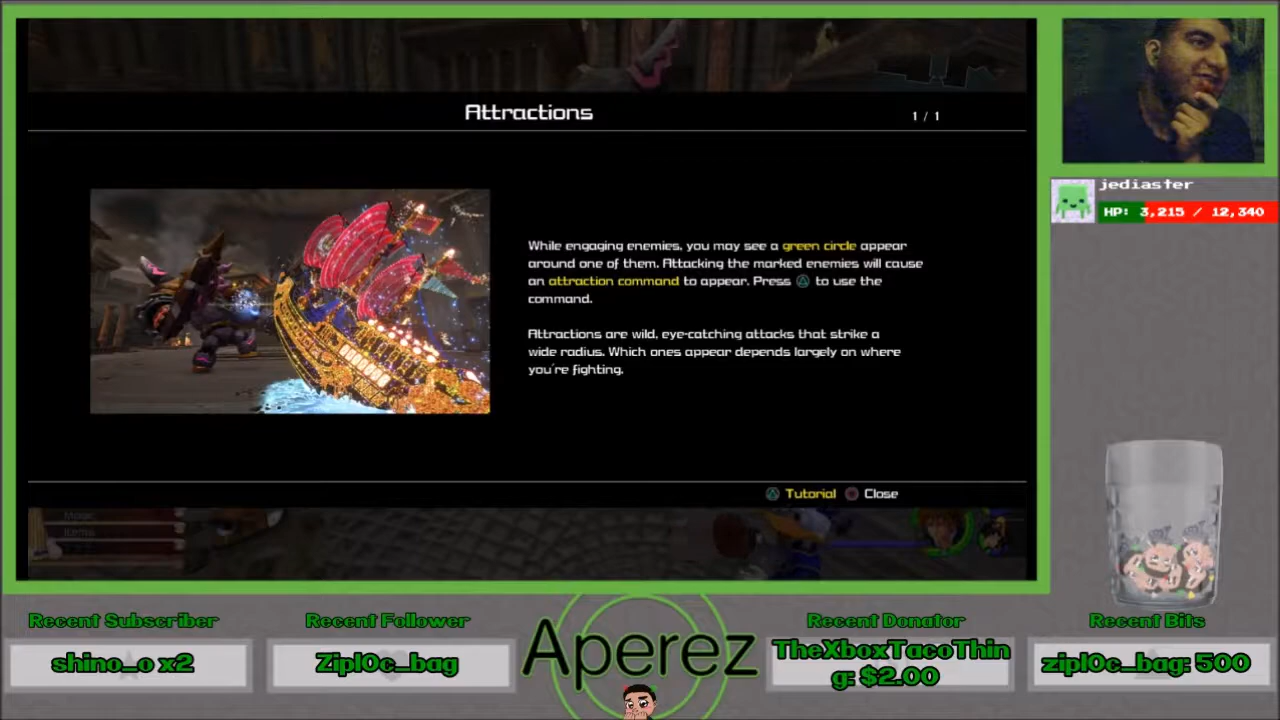 Attractions
1 / 1
While engaging enemies, you may see a green circle appear
around one of them. Attacking the marked enemies will cause
an attraction command to appear. Press to use the
command.
Attractions are wild, eye-catching attacks that strike a
wide radius. Which ones appear depends largely on where
you're fighting.
Tutorial Close
jediaster
HP: 3,215 / 12,340
Recent Subscriber
shino_o x2
Recent Follower
Zipl0c_bag
Aperez
Recent Donator
TheXboxTacoThin
g: $2.00
Recent Bits
zipl0c_bag: 500